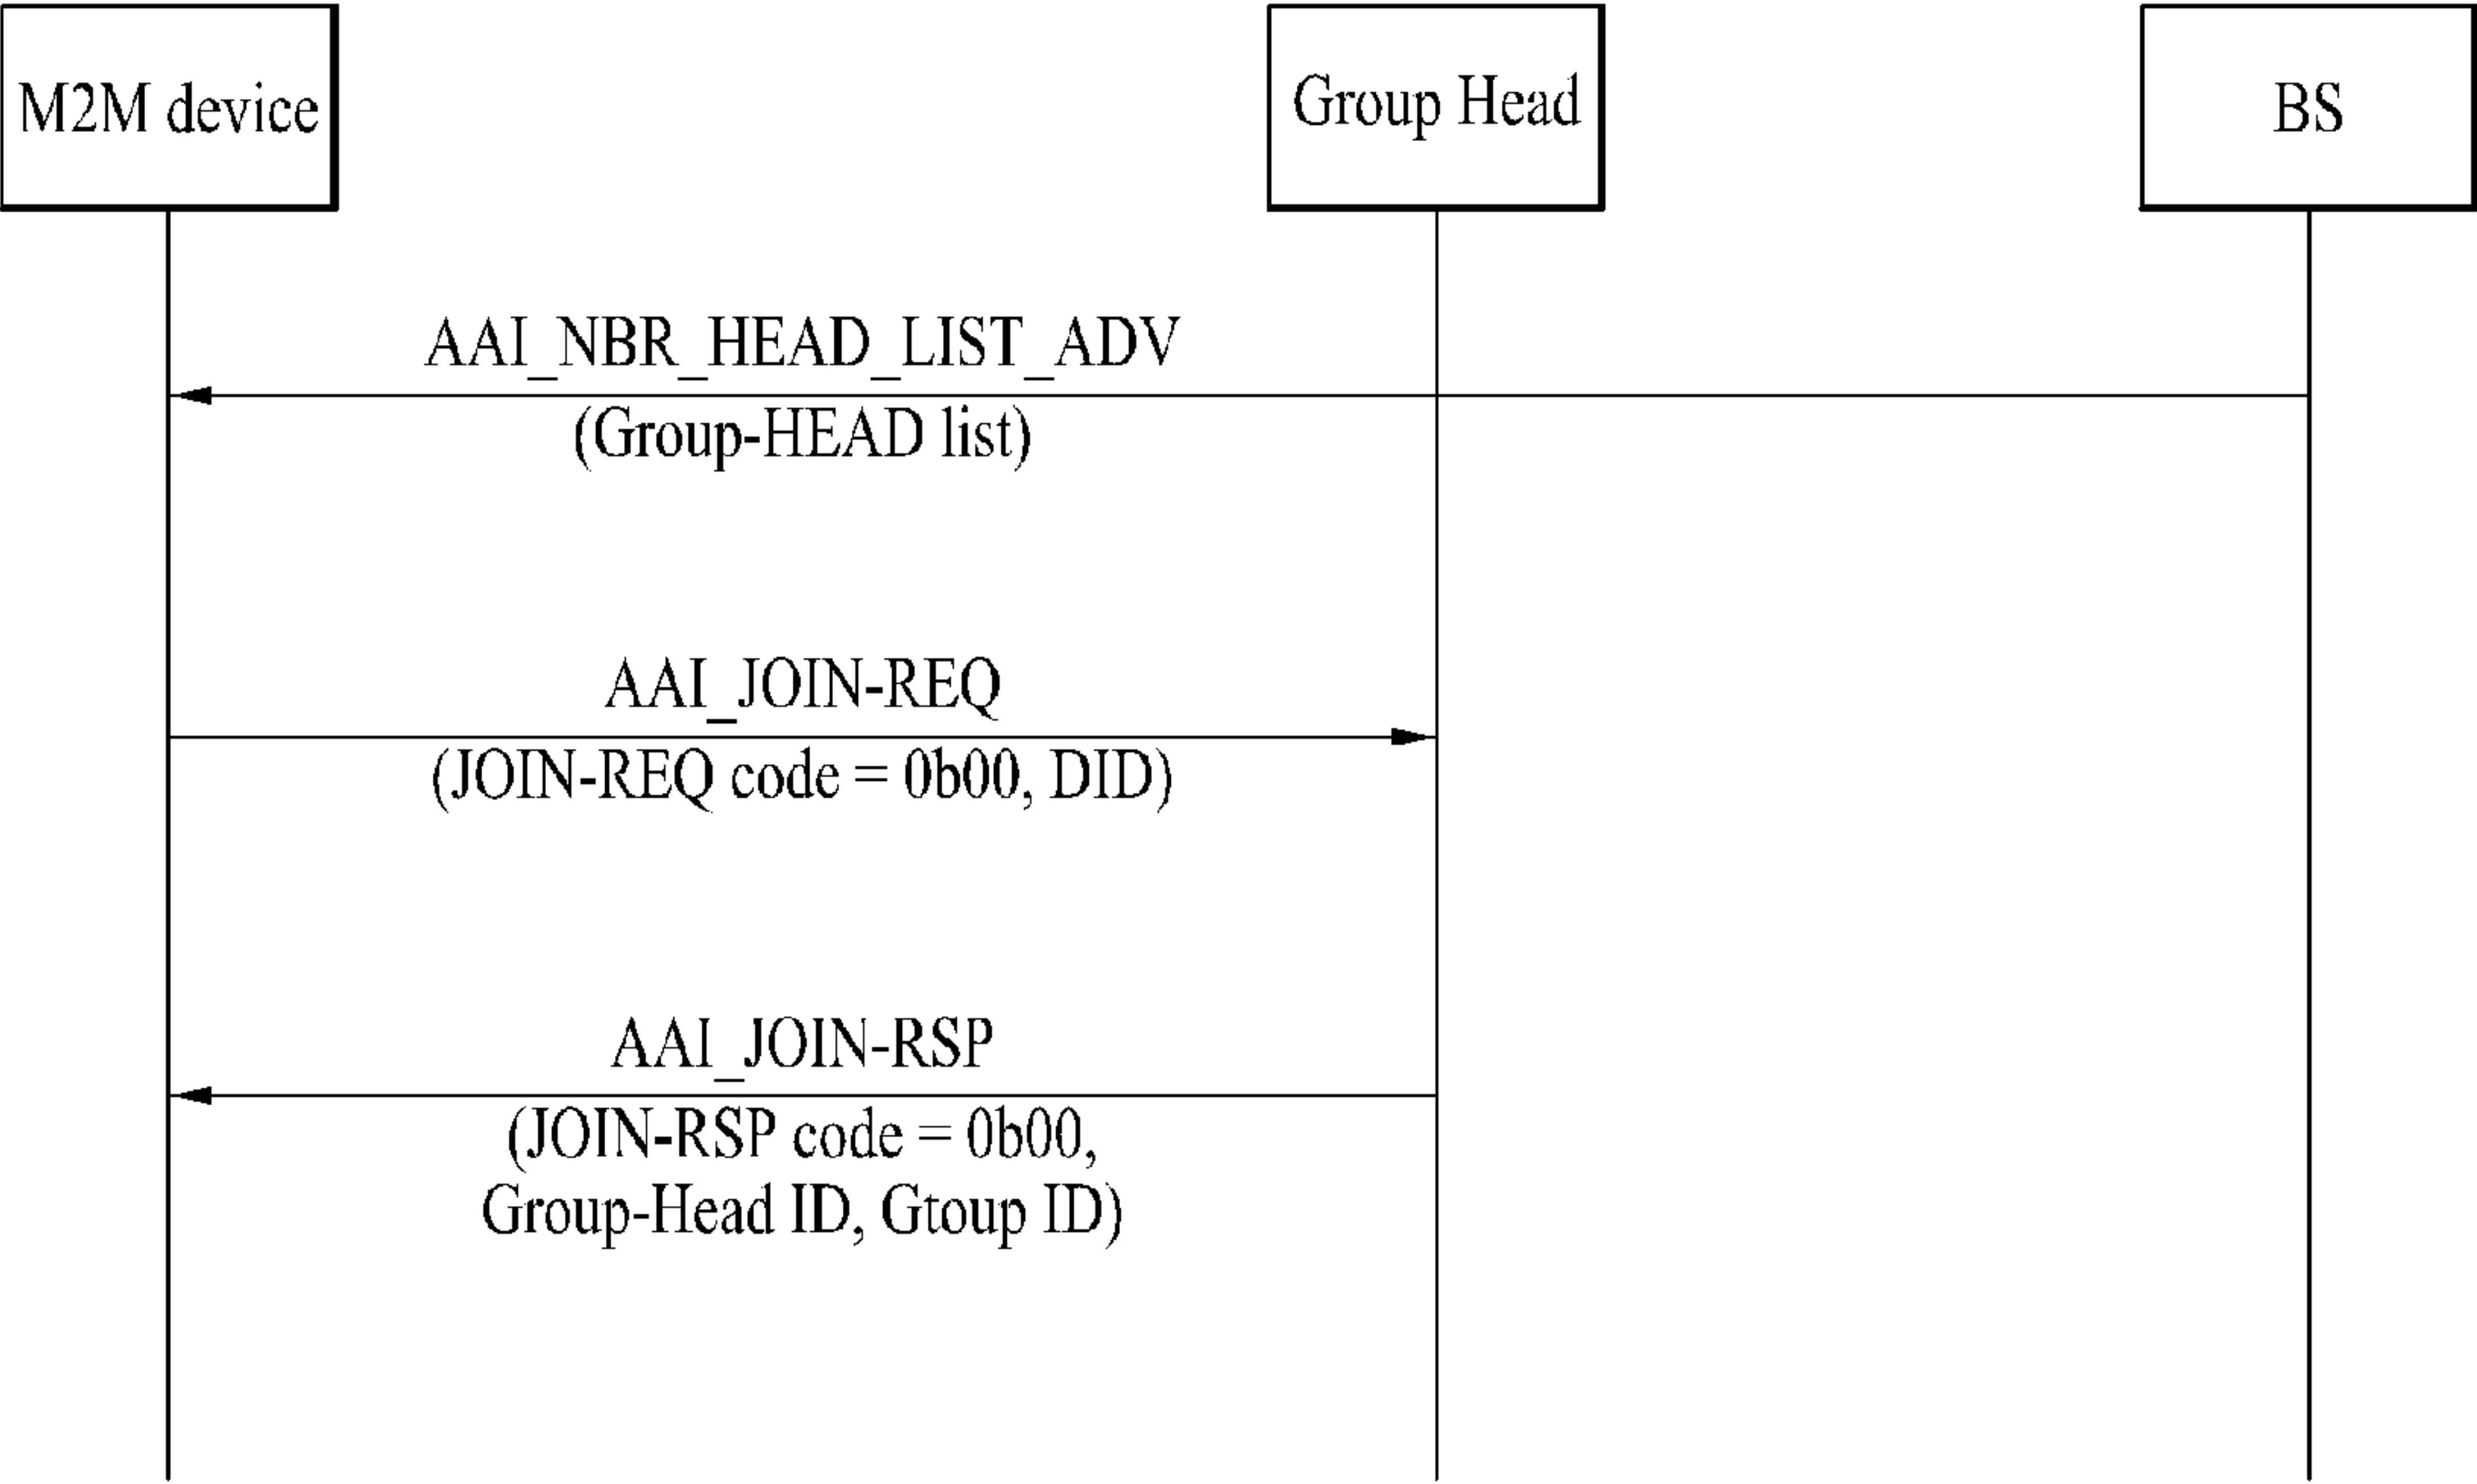 M2M device
Group Head
BS
AAI_NBR_HEAD_LIST_ADV
(Group-HEAD list)
AAI_JOIN-REQ
(JOIN-REQ code = 0b00, DID)
AAI_JOIN-RSP
(JOIN-RSP code = 0b00,
Group-Head ID, Gtoup ID)